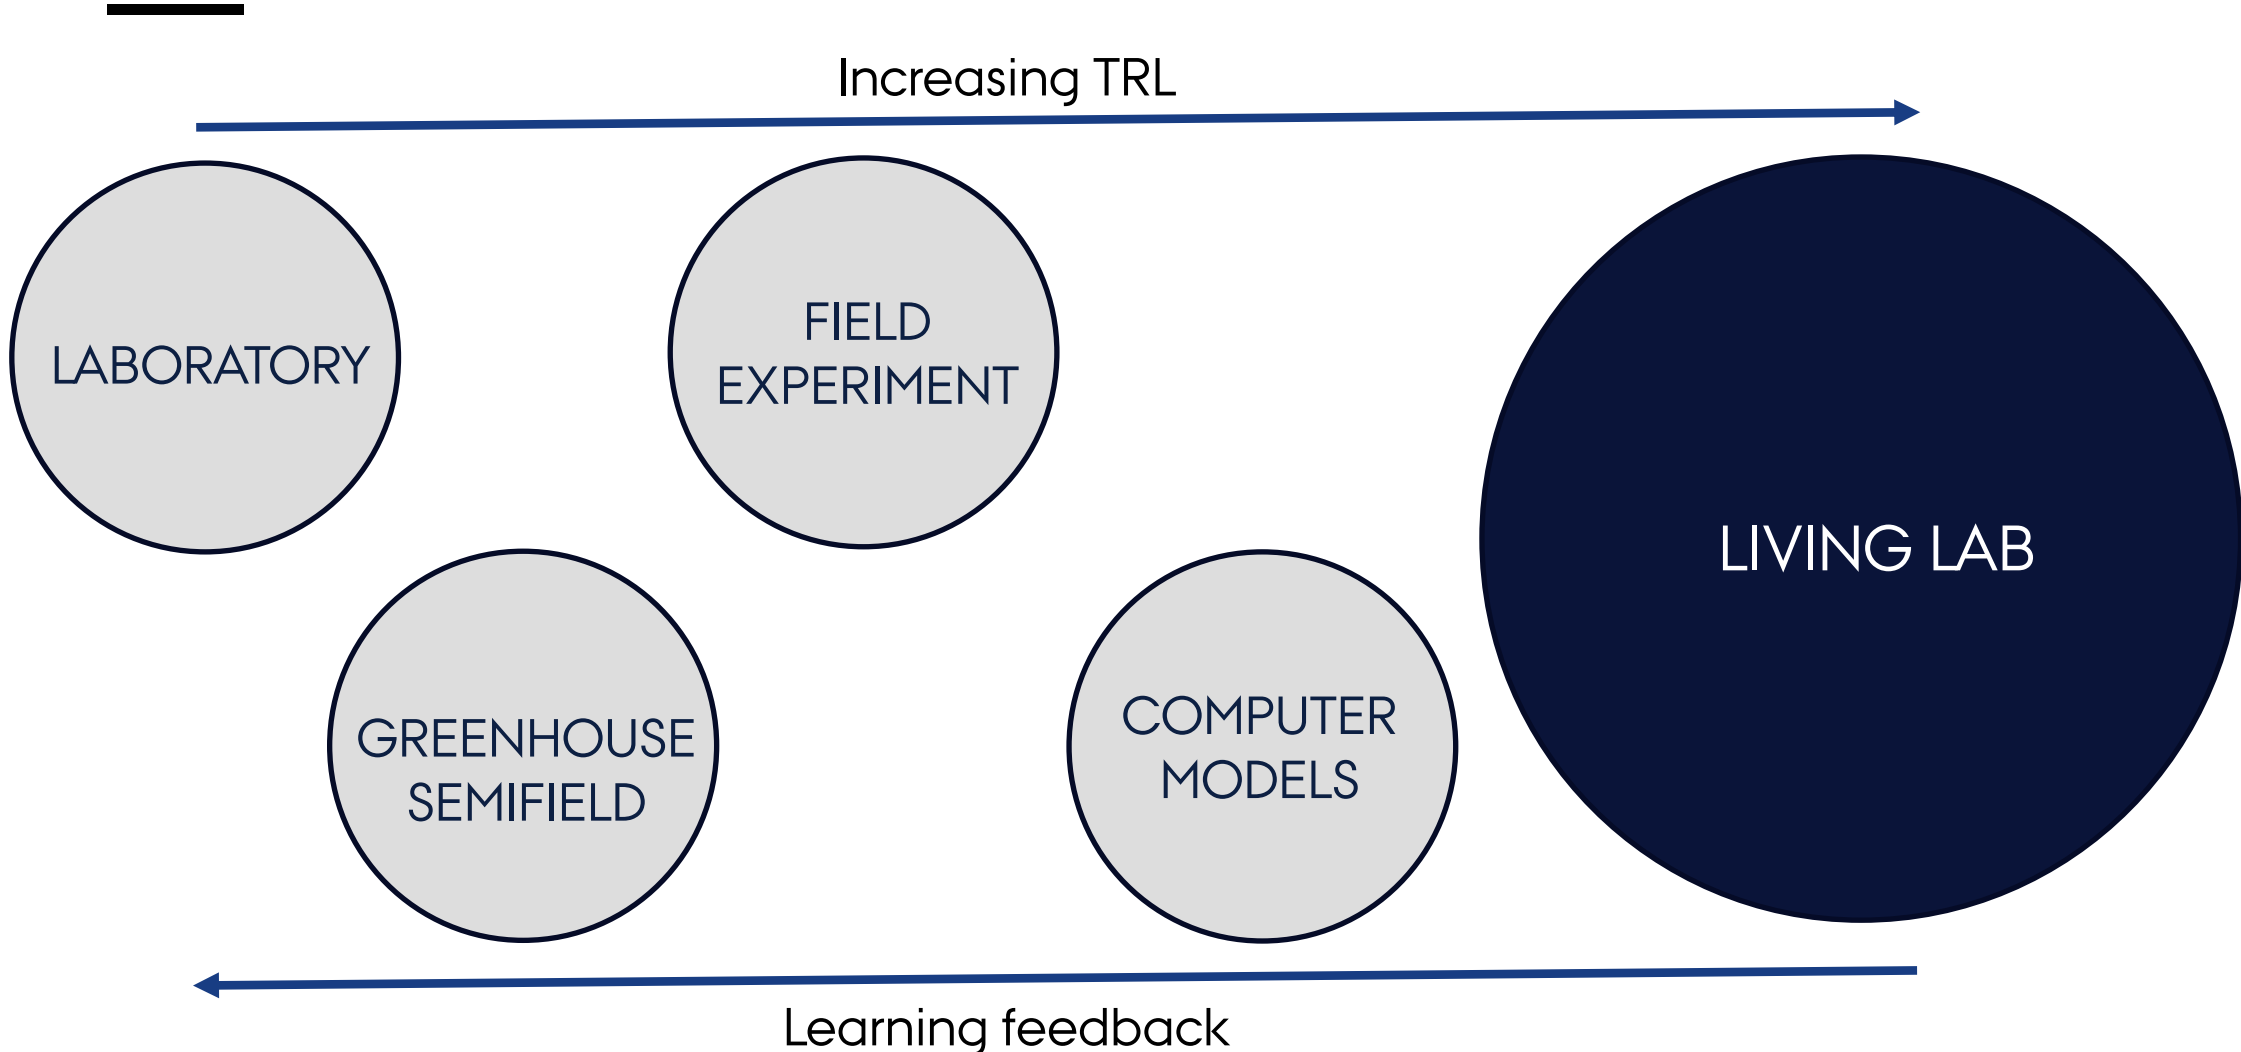 Increasing TRL
LABORATORY
FIELD
EXPERIMENT
LIVING LAB
GREENHOUSE
SEMIFIELD
COMPUTER
MODELS
Learning feedback